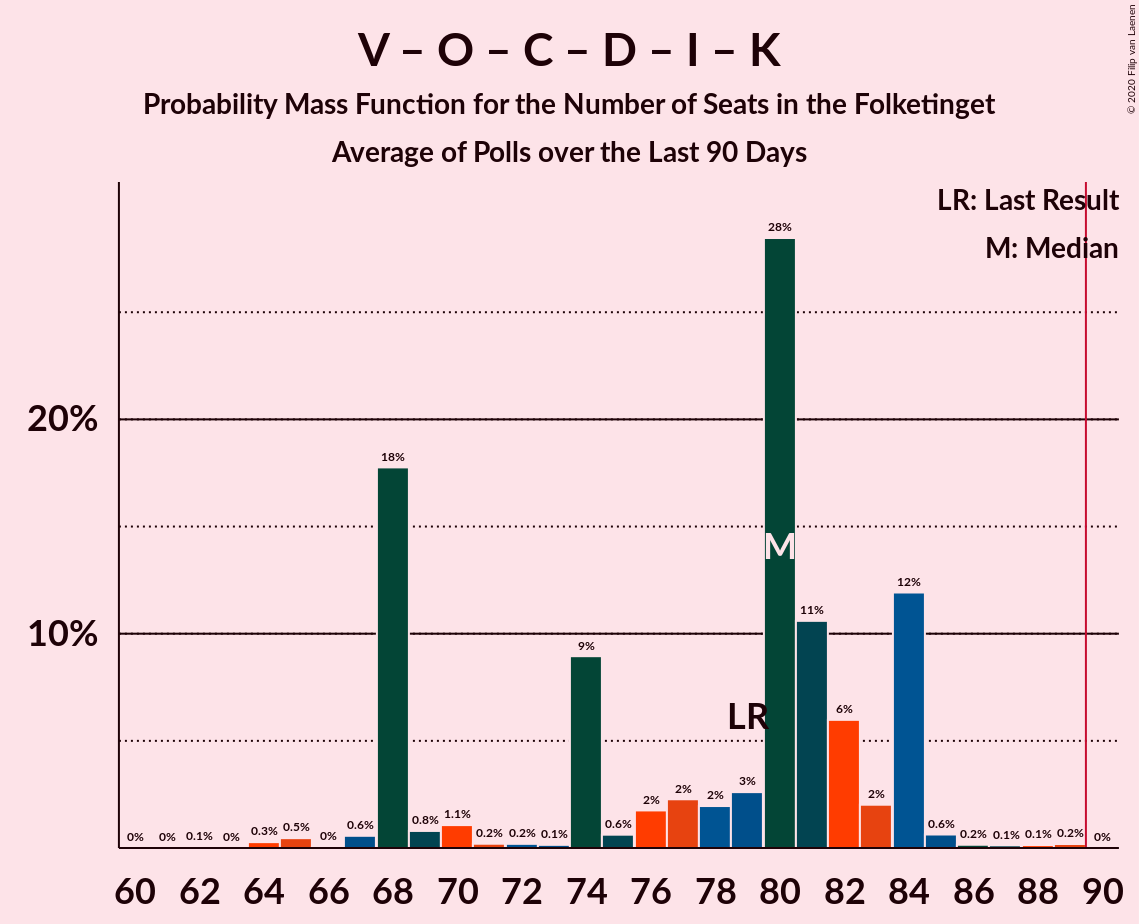 V – O – C – D – I – K
Probability Mass Function for the Number of Seats in the Folketinget
Average of Polls over the Last 90 Days
© 2020 Filip van Laenen
LR: Last Result
M: Median
20%
10%
0% 0% 0.1% 0% 0.3% 0.5% 0% 0.6% 18% 0.8% 1.1% 0.2% 0.2% 0.1% 9% 0.6% 2% 2% 2% 3% 28% 11% 6% 2% 12% 0.6% 0.2% 0.1% 0.1% 0.2% 0%
M
LR
60 62 64 66 68 70 72 74 76 78 80 82 84 86 88 90